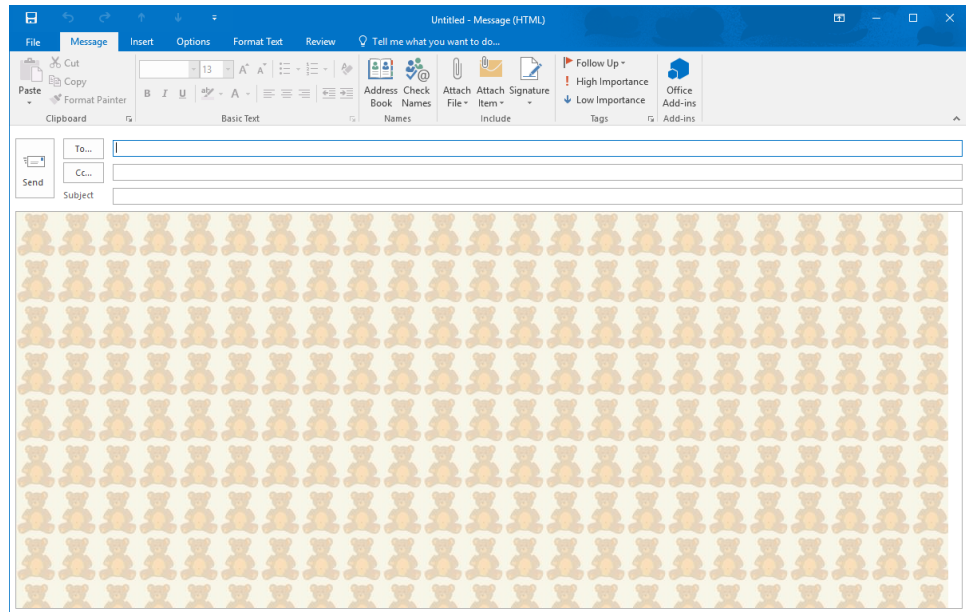 Untitled - Message (HTML)
File Message Insert Options Format Text Review Tell me what you want to do...
Paste
Cut
Copy
Format Painter
Clipboard
13 A A
B I U aby A
Basic Text
Address Book
Check Names
Names
Attach File
Attach Item
Signature
Include
Follow Up
! High Importance
Low Importance
Tags
Office Add-ins
Add-ins
Send
To...
Cc...
Subject